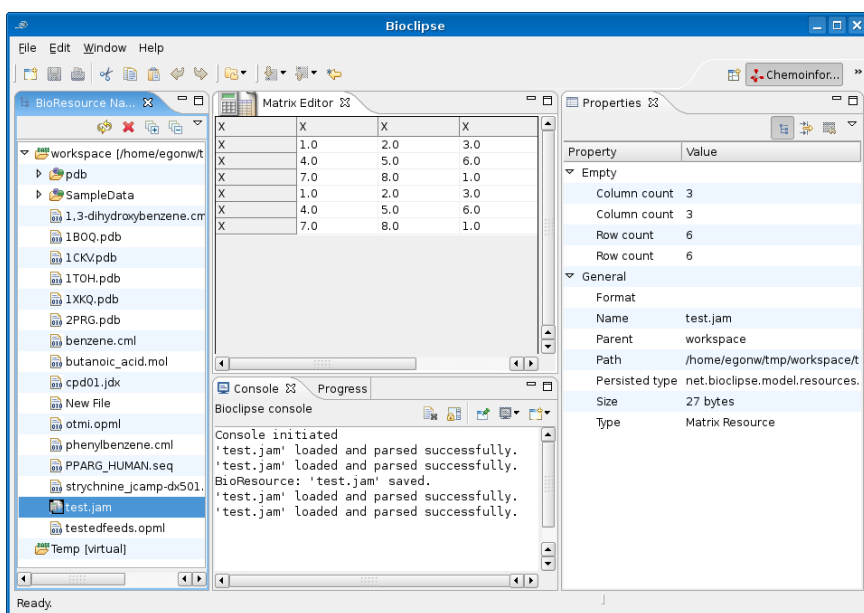 Bioclipse
File Edit Window Help
Chemoinfor... »
BioResource Na...
workspace [/home/egonw/t
pdb
SampleData
1,3-dihydroxybenzene.cm
1BOQ.pdb
1CKV.pdb
1TOH.pdb
1XKQ.pdb
2PRG.pdb
benzene.cml
butanoic_acid.mol
cpd01.jdx
New File
otmi.opml
phenylbenzene.cml
PPARG_HUMAN.seq
strychnine_jcamp-dx501.
test.jam
testedfeeds.opml
Temp [virtual]
Matrix Editor
X X X X
X 1.0 2.0 3.0
X 4.0 5.0 6.0
X 7.0 8.0 1.0
X 1.0 2.0 3.0
X 4.0 5.0 6.0
X 7.0 8.0 1.0
Console Progress
Bioclipse console
Console initiated
'test.jam' loaded and parsed successfully.
'test.jam' loaded and parsed successfully.
BioResource: 'test.jam' saved.
'test.jam' loaded and parsed successfully.
'test.jam' loaded and parsed successfully.
Properties
Property Value
Empty
Column count 3
Column count 3
Row count 6
Row count 6
General
Format
Name test.jam
Parent workspace
Path /home/egonw/tmp/workspace/t
Persisted type net.bioclipse.model.resources.
Size 27 bytes
Type Matrix Resource
Ready.